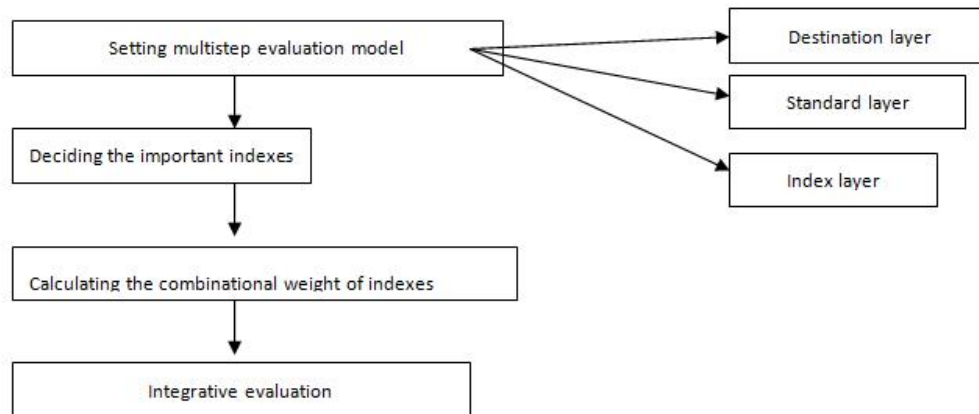 Setting multistep evaluation model
Destination layer
Standard layer
Deciding the important indexes
Index layer
Calculating the combinational weight of indexes
Integrative evaluation